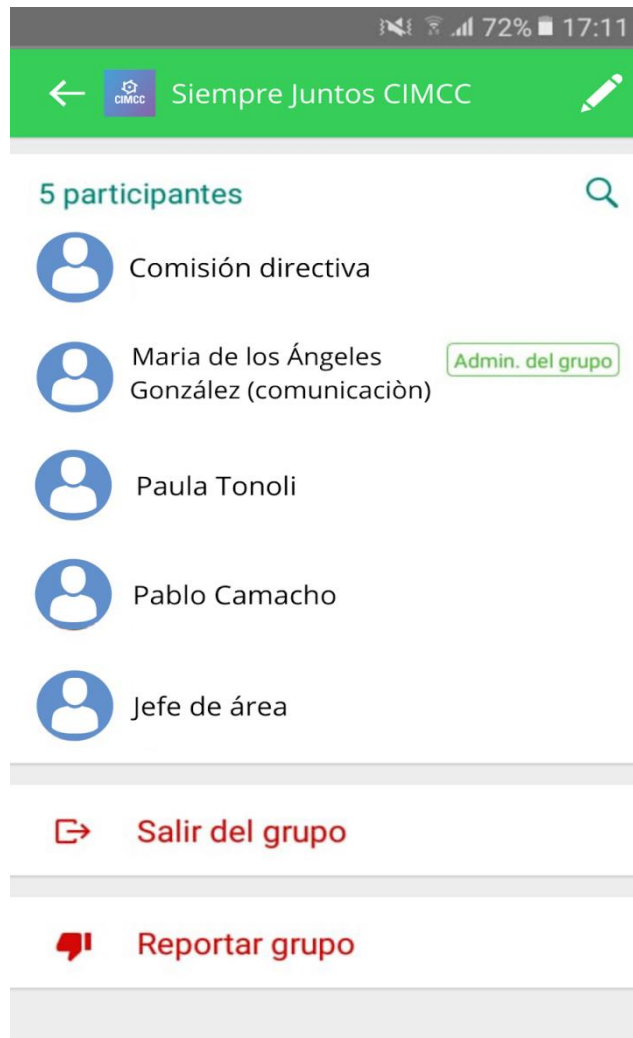 72% 17:11
CIMCC
Siempre Juntos CIMCC
5 participantes
Comisión directiva
Maria de los Ángeles
González (comunicaciòn)
Admin. del grupo
Paula Tonoli
Pablo Camacho
Jefe de área
Salir del grupo
Reportar grupo